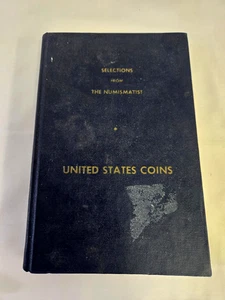 SELECTIONS
FROM
THE NUMISMATIST
UNITED STATES COINS